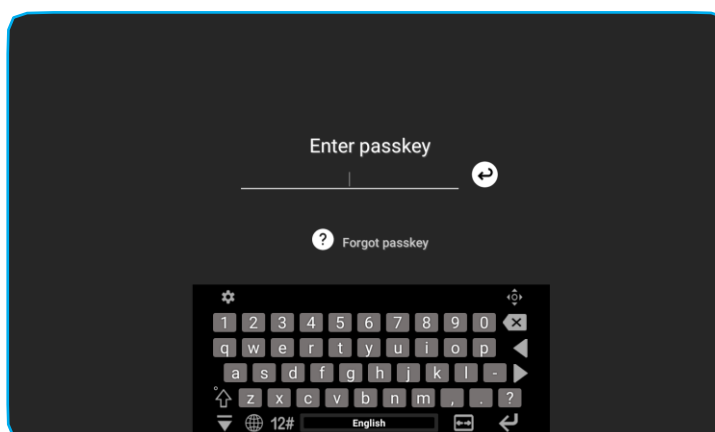 Enter passkey
? Forgot passkey
1 2 3 4 5 6 7 8 9 0
q w e r t y u i o p
a s d f g h j k l -
z x c v b n m , . ?
12# English